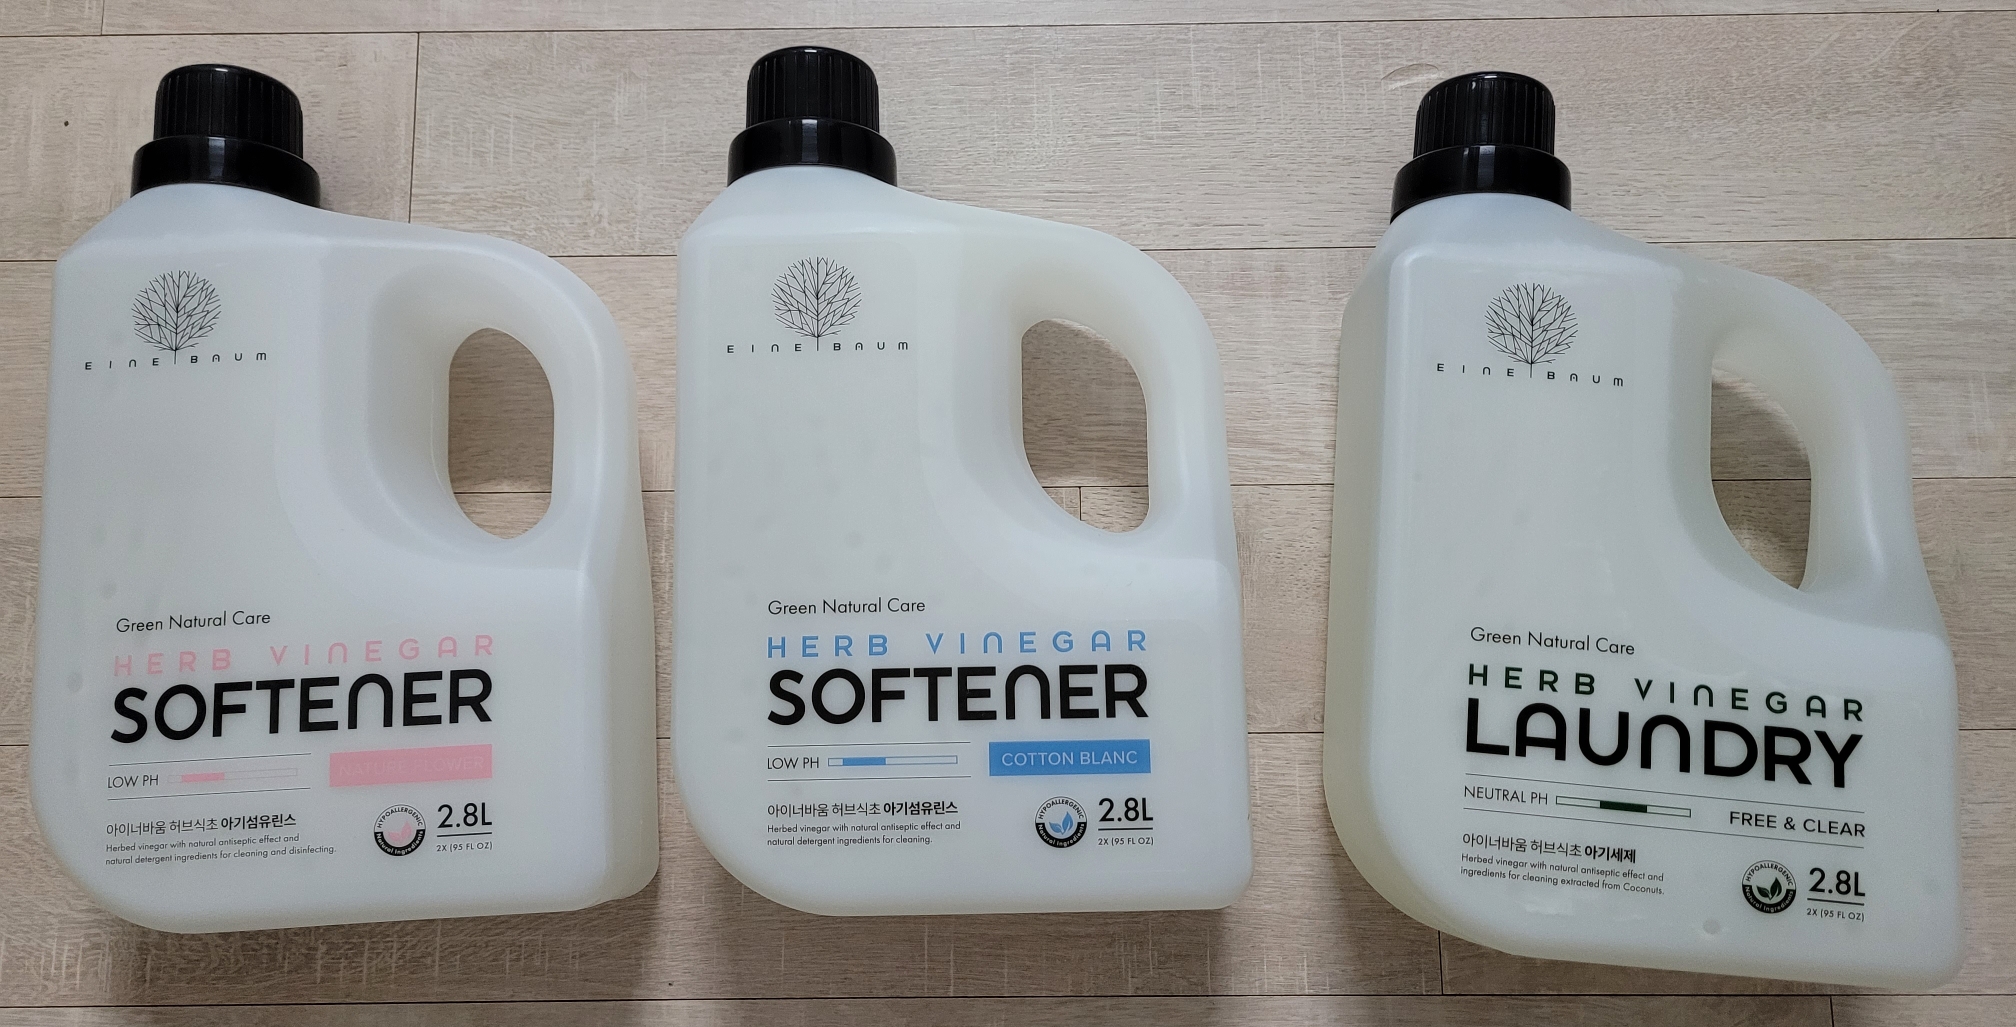 EINE BAUM
Green Natural Care
HERB VINEGAR
SOFTENER
LOW PH
NATURE FLOWER
아이너바움 허브식초 아기섬유린스
Herbed vinegar with natural antiseptic effect and
natural detergent ingredients for cleaning and disinfecting.
HYPOALLERGENIC
Natural Ingredients
2.8L
2X (95 FL OZ)
EINE BAUM
Green Natural Care
HERB VINEGAR
SOFTENER
LOW PH
COTTON BLANC
아이너바움 허브식초 아기섬유린스
Herbed vinegar with natural antiseptic effect and
natural detergent ingredients for cleaning.
HYPOALLERGENIC
Natural Ingredients
2.8L
2X (95 FL OZ)
EINE BAUM
Green Natural Care
HERB VINEGAR
LAUNDRY
NEUTRAL PH
FREE & CLEAR
아이너바움 허브식초 아기세제
Herbed vinegar with natural antiseptic effect and
ingredients for cleaning extracted from Coconuts.
HYPOALLERGENIC
Natural Ingredients
2.8L
2X (95 FL OZ)